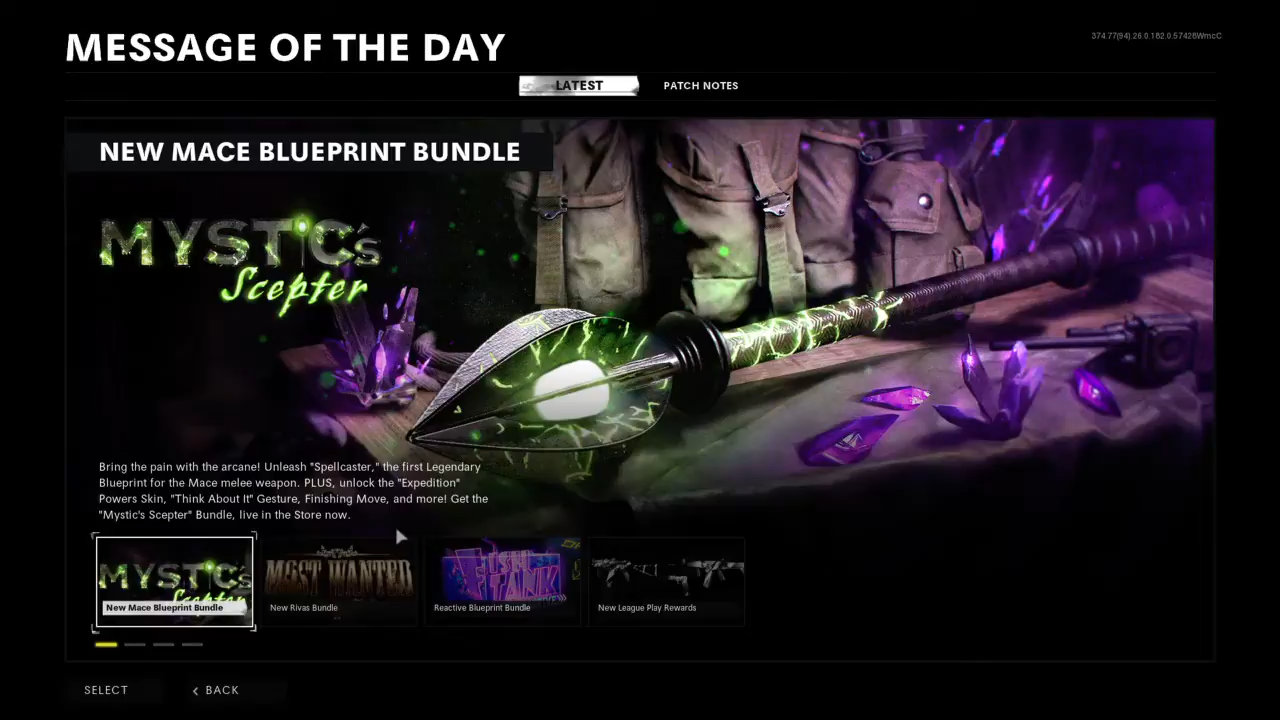 MESSAGE OF THE DAY
374.77(94).26.0.182.0.57428WmcC
LATEST
PATCH NOTES
NEW MACE BLUEPRINT BUNDLE
MYSTIC's
Scepter
Bring the pain with the arcane! Unleash "Spellcaster," the first Legendary
Blueprint for the Mace melee weapon. PLUS, unlock the "Expedition"
Powers Skin, "Think About It" Gesture, Finishing Move, and more! Get the
"Mystic's Scepter" Bundle, live in the Store now.
MYSTICs
Scepter
New Mace Blueprint Bundle
MOST WANTED
New Rivas Bundle
FISH
TANK
Reactive Blueprint Bundle
New League Play Rewards
SELECT
BACK